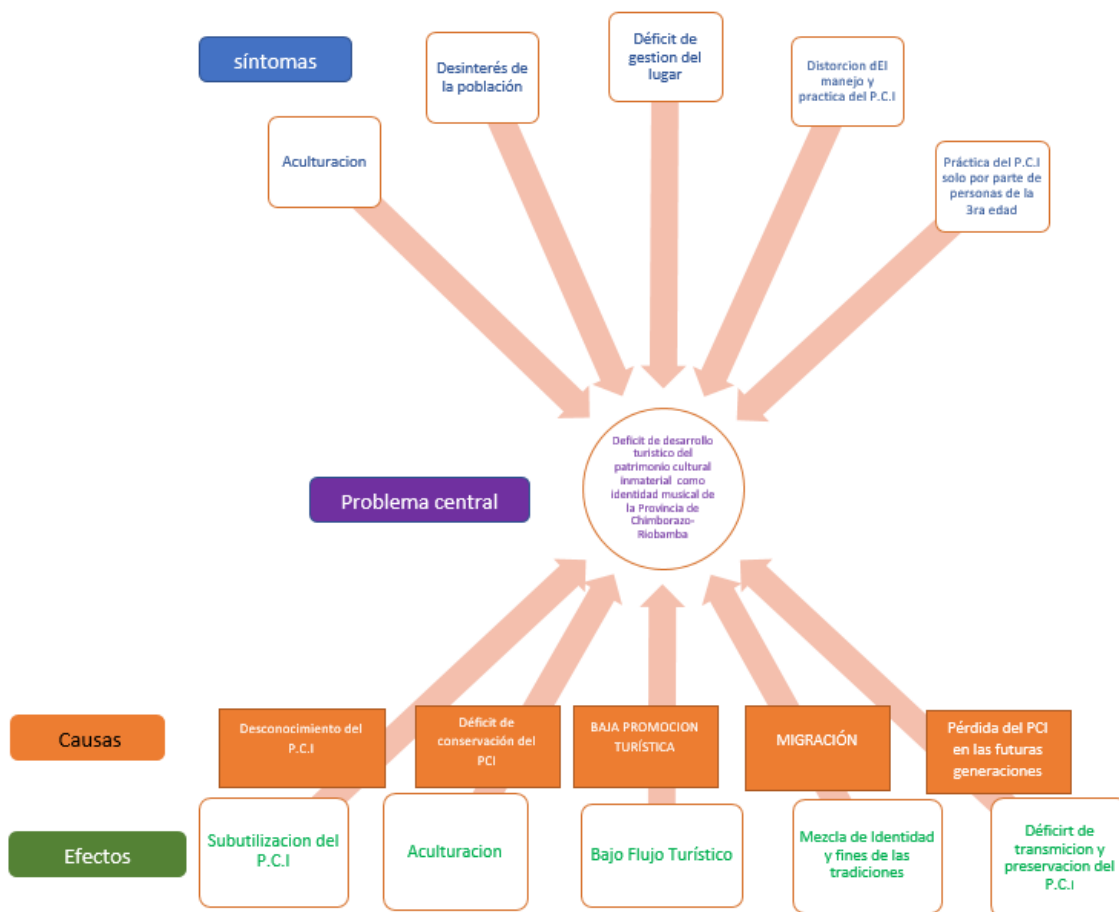 síntomas
Aculturacion
Desinterés de
la población
Déficit de
gestion del
lugar
Distorcion dEl
manejo y
practica del P.C.I
Práctica del P.C.I
solo por parte de
personas de la
3ra edad
Problema central
Deficit de desarrollo
turistico del
patrimonio cultural
inmaterial como
identidad musical de
la Provincia de
Chimborazo-
Riobamba
Causas
Desconocimiento del
P.C.I
Déficit de
conservación del
PCI
BAJA PROMOCION
TURÍSTICA
MIGRACIÓN
Pérdida del PCI
en las futuras
generaciones
Efectos
Subutilizacion del
P.C.I
Aculturacion
Bajo Flujo Turístico
Mezcla de Identidad
y fines de las
tradiciones
Déficirt de
transmicion y
preservacion del
P.C.i